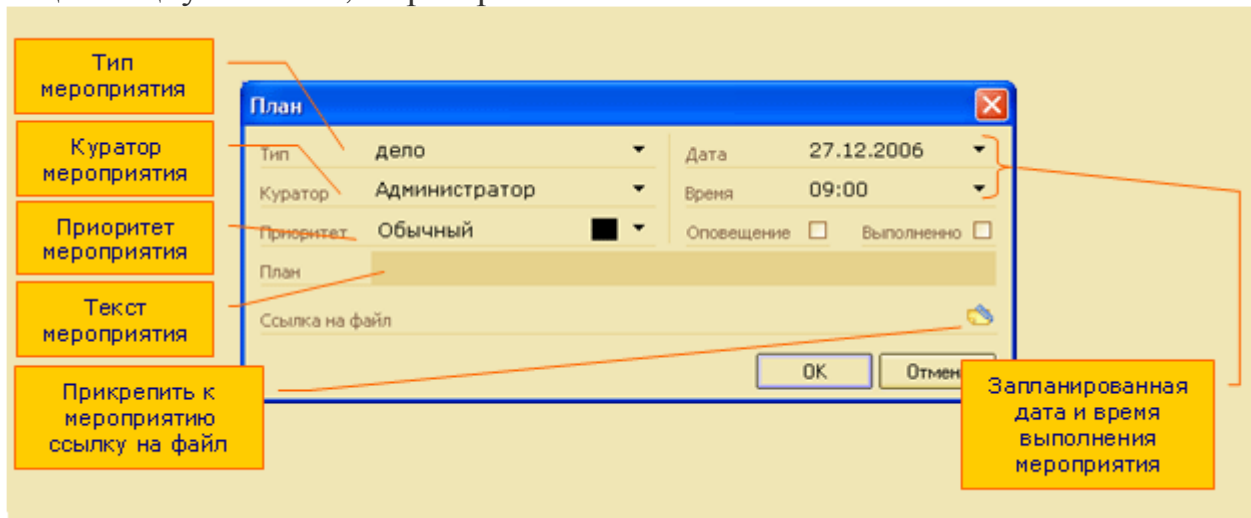 Тип
мероприятия
Куратор
мероприятия
Приоритет
мероприятия
Текст
мероприятия
Прикрепить к
мероприятию
ссылку на файл
План
Тип дело Дата 27.12.2006
Куратор Администратор Время 09:00
Приоритет Обычный Оповещение Выполненно
План
Ссылка на файл
OK Отмен
Запланированная
дата и время
выполнения
мероприятия